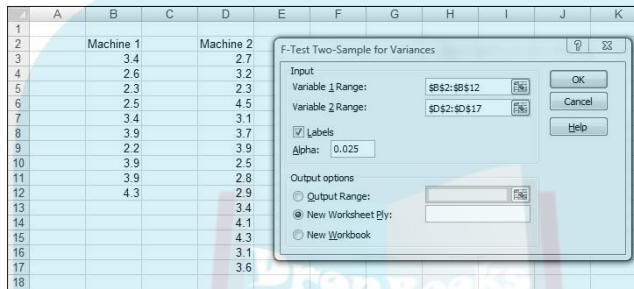 A B C D E F G H I J K
1
2 Machine 1 Machine 2
3 3.4 2.7
4 2.6 3.2
5 2.3 2.3
6 2.5 4.5
7 3.4 3.1
8 3.9 3.7
9 2.2 3.9
10 3.9 2.5
11 3.9 2.8
12 4.3 2.9
13 3.4
14 4.1
15 4.3
16 3.1
17 3.6
18
F-Test Two-Sample for Variances
Input
Variable 1 Range: $B$2:$B$12
Variable 2 Range: $D$2:$D$17
Labels
Alpha: 0.025
Output options
Output Range:
New Worksheet Ply:
New Workbook
OK
Cancel
Help
DropBooks